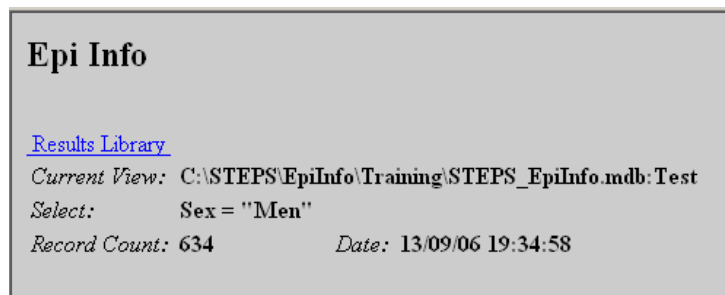 Epi Info
Results Library
Current View: C:\STEPS\EpiInfo\Training\STEPS_EpiInfo.mdb:Test
Select: Sex = "Men"
Record Count: 634 Date: 13/09/06 19:34:58